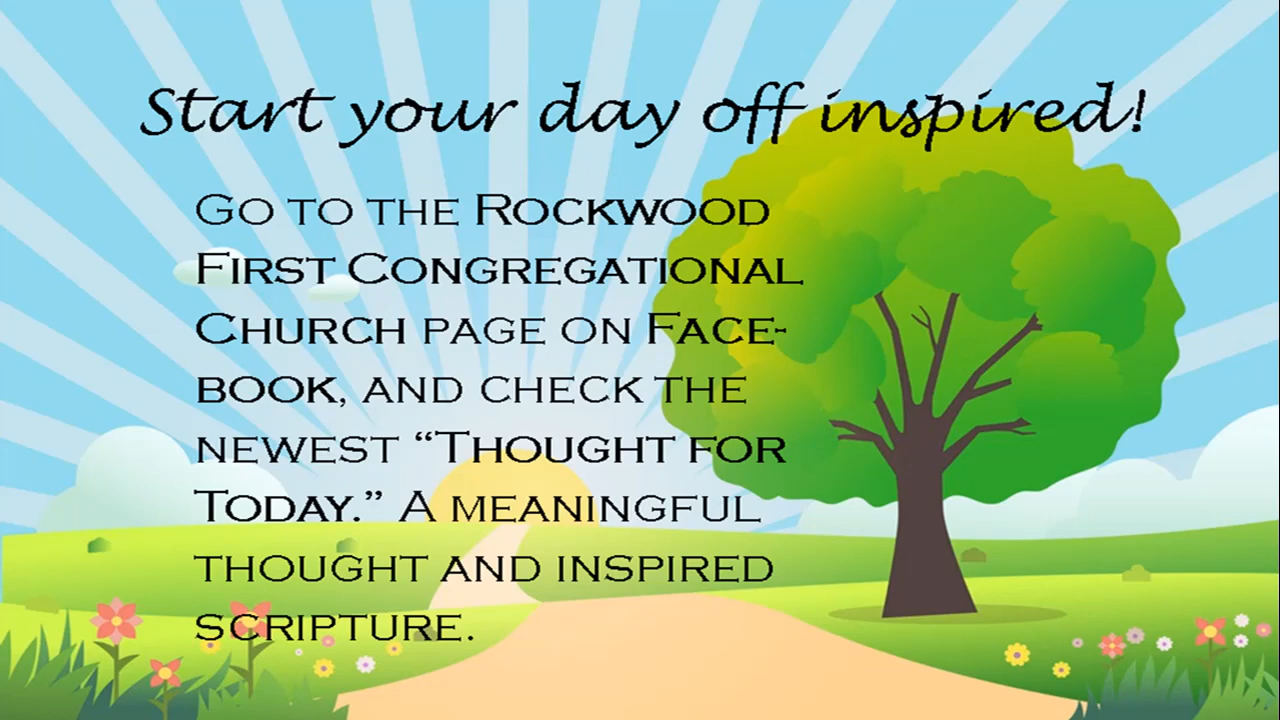 Start your day off inspired!
Go to the Rockwood
First Congregational
Church page on Face-
book, and check the
newest “Thought for
Today.” A meaningful
thought and inspired
scripture.